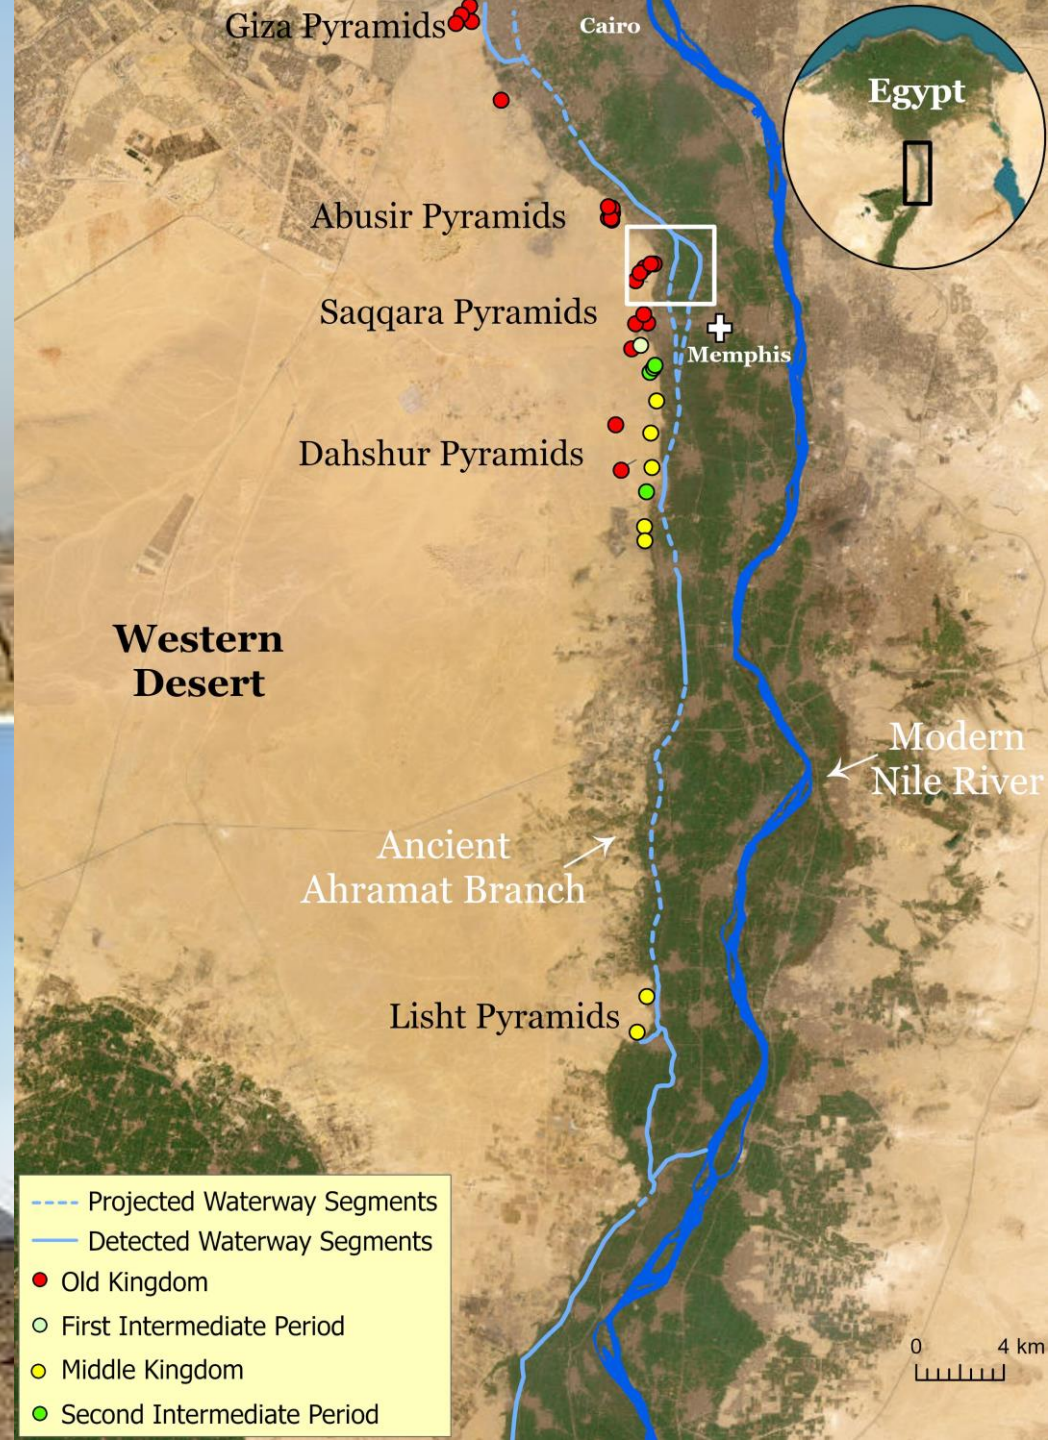 Giza Pyramids
Cairo
Egypt
Abusir Pyramids
Saqqara Pyramids
Memphis
Dahshur Pyramids
Western
Desert
Modern
Nile River
Ancient
Ahramat Branch
Lisht Pyramids
Projected Waterway Segments
Detected Waterway Segments
Old Kingdom
First Intermediate Period
Middle Kingdom
Second Intermediate Period
0 4 km